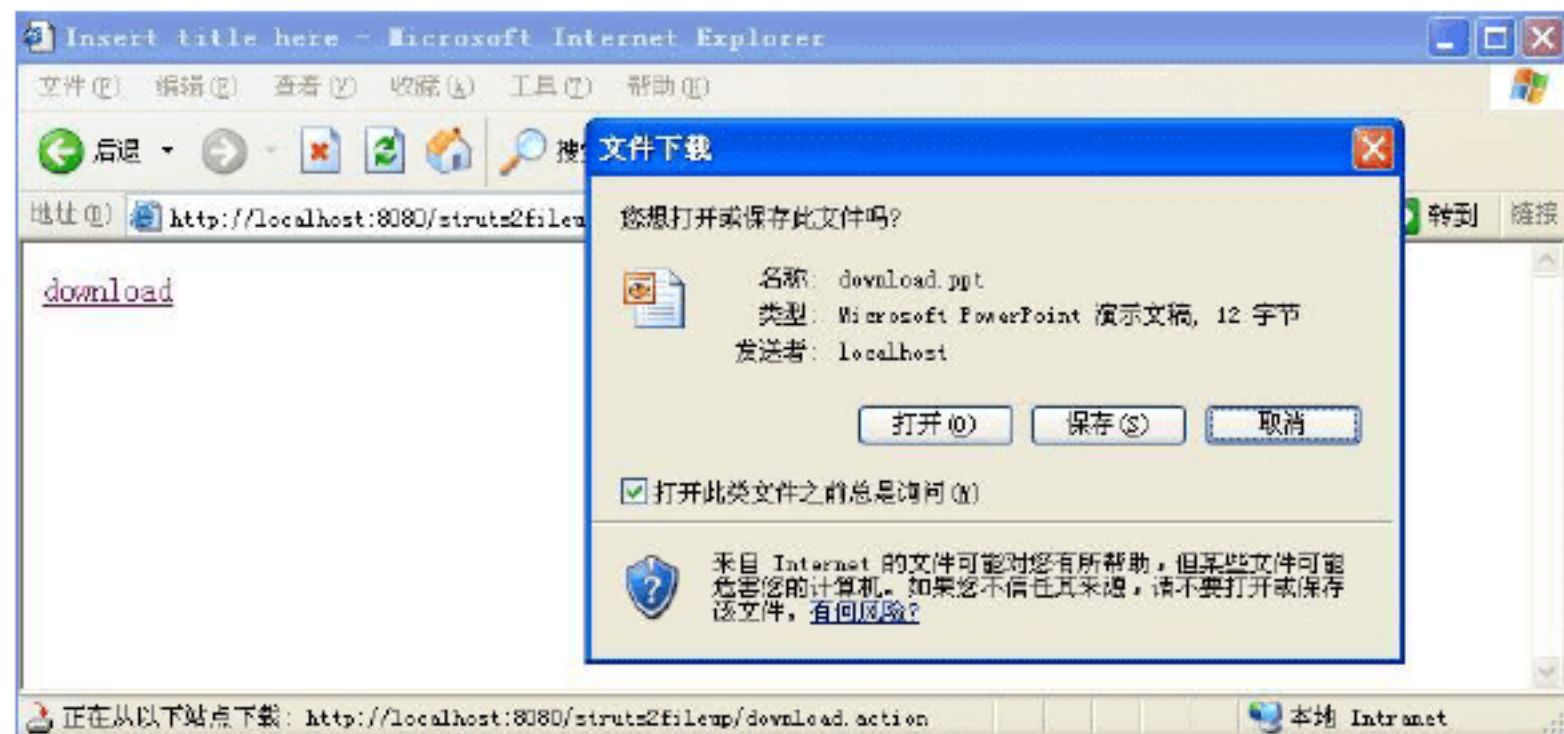 Insert title here - Microsoft Internet Explorer
文件(F) 编辑(E) 查看(V) 收藏(A) 工具(T) 帮助(H)
后退 搜
地址(D) http://localhost:8080/struts2fileu 转到 链接
download
文件下载
您想打开或保存此文件吗?
名称: download.ppt
类型: Microsoft PowerPoint 演示文稿, 12 字节
发送者: localhost
打开(O) 保存(S) 取消
打开此类文件之前总是询问(W)
来自 Internet 的文件可能对您有所帮助，但某些文件可能
危害您的计算机。如果您不信任其来源，请不要打开或保存
该文件。有何风险?
正在从以下站点下载: http://localhost:8080/struts2fileup/download.action 本地 Intranet